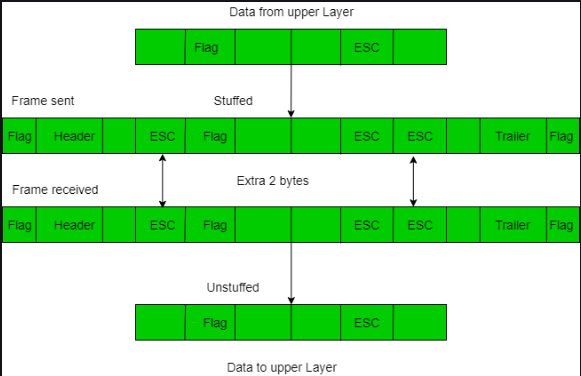 Data from upper Layer
Flag ESC
Frame sent Stuffed
Flag Header ESC Flag ESC ESC Trailer Flag
Extra 2 bytes
Frame received
Flag Header ESC Flag ESC ESC Trailer Flag
Unstuffed
Flag ESC
Data to upper Layer